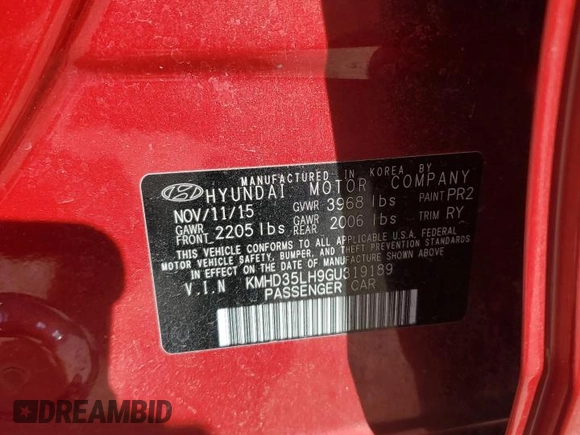 MANUFACTURED IN KOREA BY
HYUNDAI MOTOR COMPANY
NOV/11/15 GVWR 3968 lbs PAINT PR2
GAWR FRONT 2205 lbs GAWR REAR 2006 lbs TRIM RY
THIS VEHICLE CONFORMS TO ALL APPLICABLE U.S.A. FEDERAL
MOTOR VEHICLE SAFETY, BUMPER, AND THEFT PREVENTION STANDARDS
IN EFFECT ON THE DATE OF MANUFACTURE SHOWN ABOVE.
V.I.N KMHD35LH9GU319189
PASSENGER CAR
DREAMBID